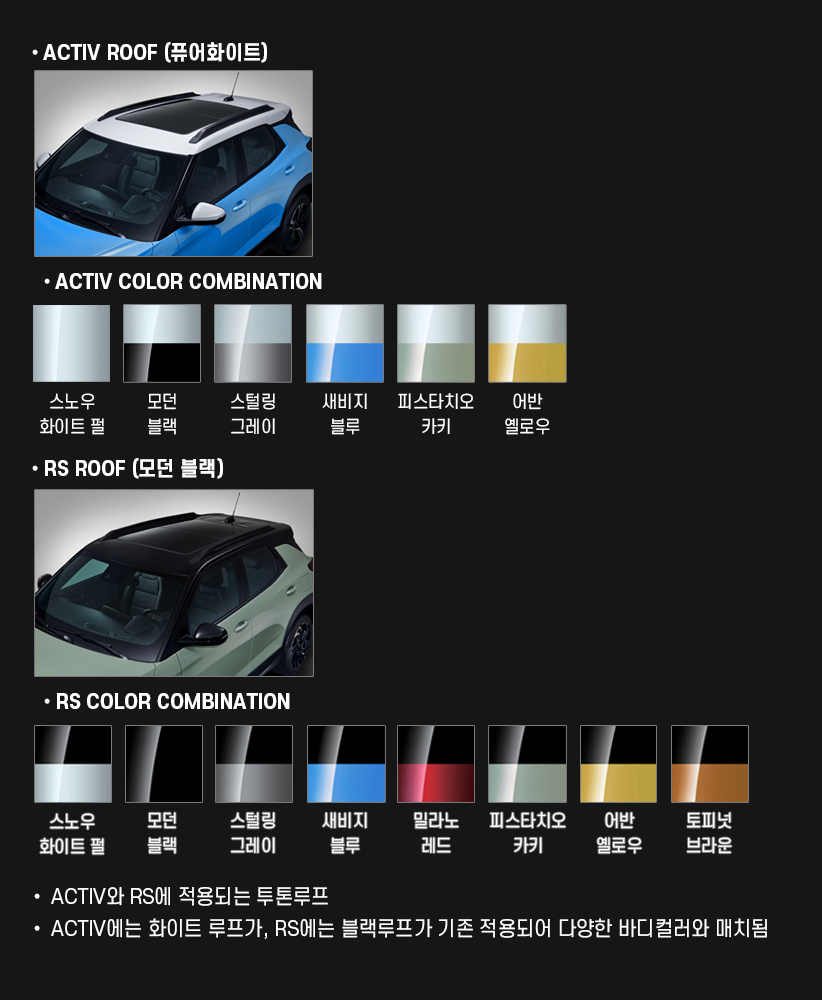 • ACTIV ROOF (퓨어화이트)
• ACTIV COLOR COMBINATION
스노우
화이트 펄
모던
블랙
스털링
그레이
새비지
블루
피스타치오
카키
어반
옐로우
• RS ROOF (모던 블랙)
• RS COLOR COMBINATION
스노우
화이트 펄
모던
블랙
스털링
그레이
새비지
블루
밀라노
레드
피스타치오
카키
어반
옐로우
토피넛
브라운
• ACTIV와 RS에 적용되는 투톤루프
• ACTIV에는 화이트 루프가, RS에는 블랙루프가 기존 적용되어 다양한 바디컬러와 매치됨